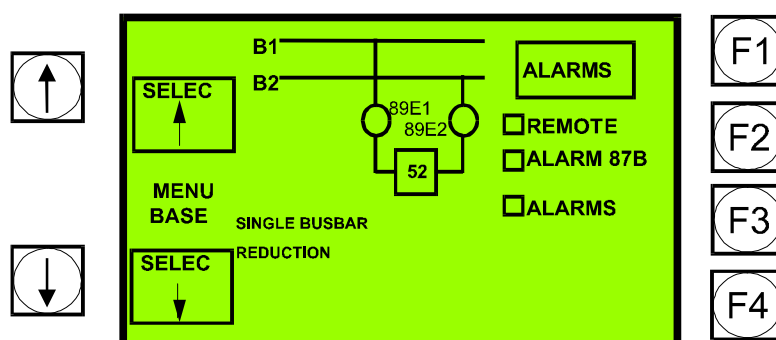 B1
B2
SELEC
89E1
89E2
52
ALARMS
REMOTE
ALARM 87B
ALARMS
MENU
BASE
SINGLE BUSBAR
REDUCTION
SELEC
F1
F2
F3
F4